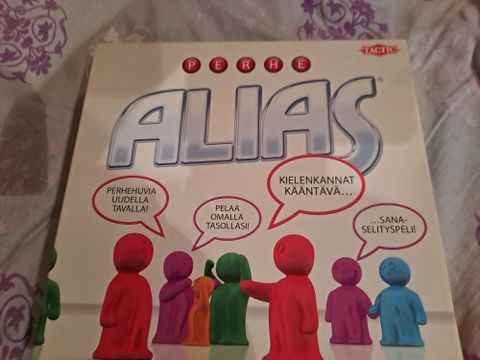 TACTIC
PERHE
ALIAS®
PERHEHUVIA
UUDELLA
TAVALLA!
PELAA
OMALLA
TASOLLASI!
KIELENKANNAT
KÄÄNTÄVÄ...
...SANA-
SELITYSPELI!